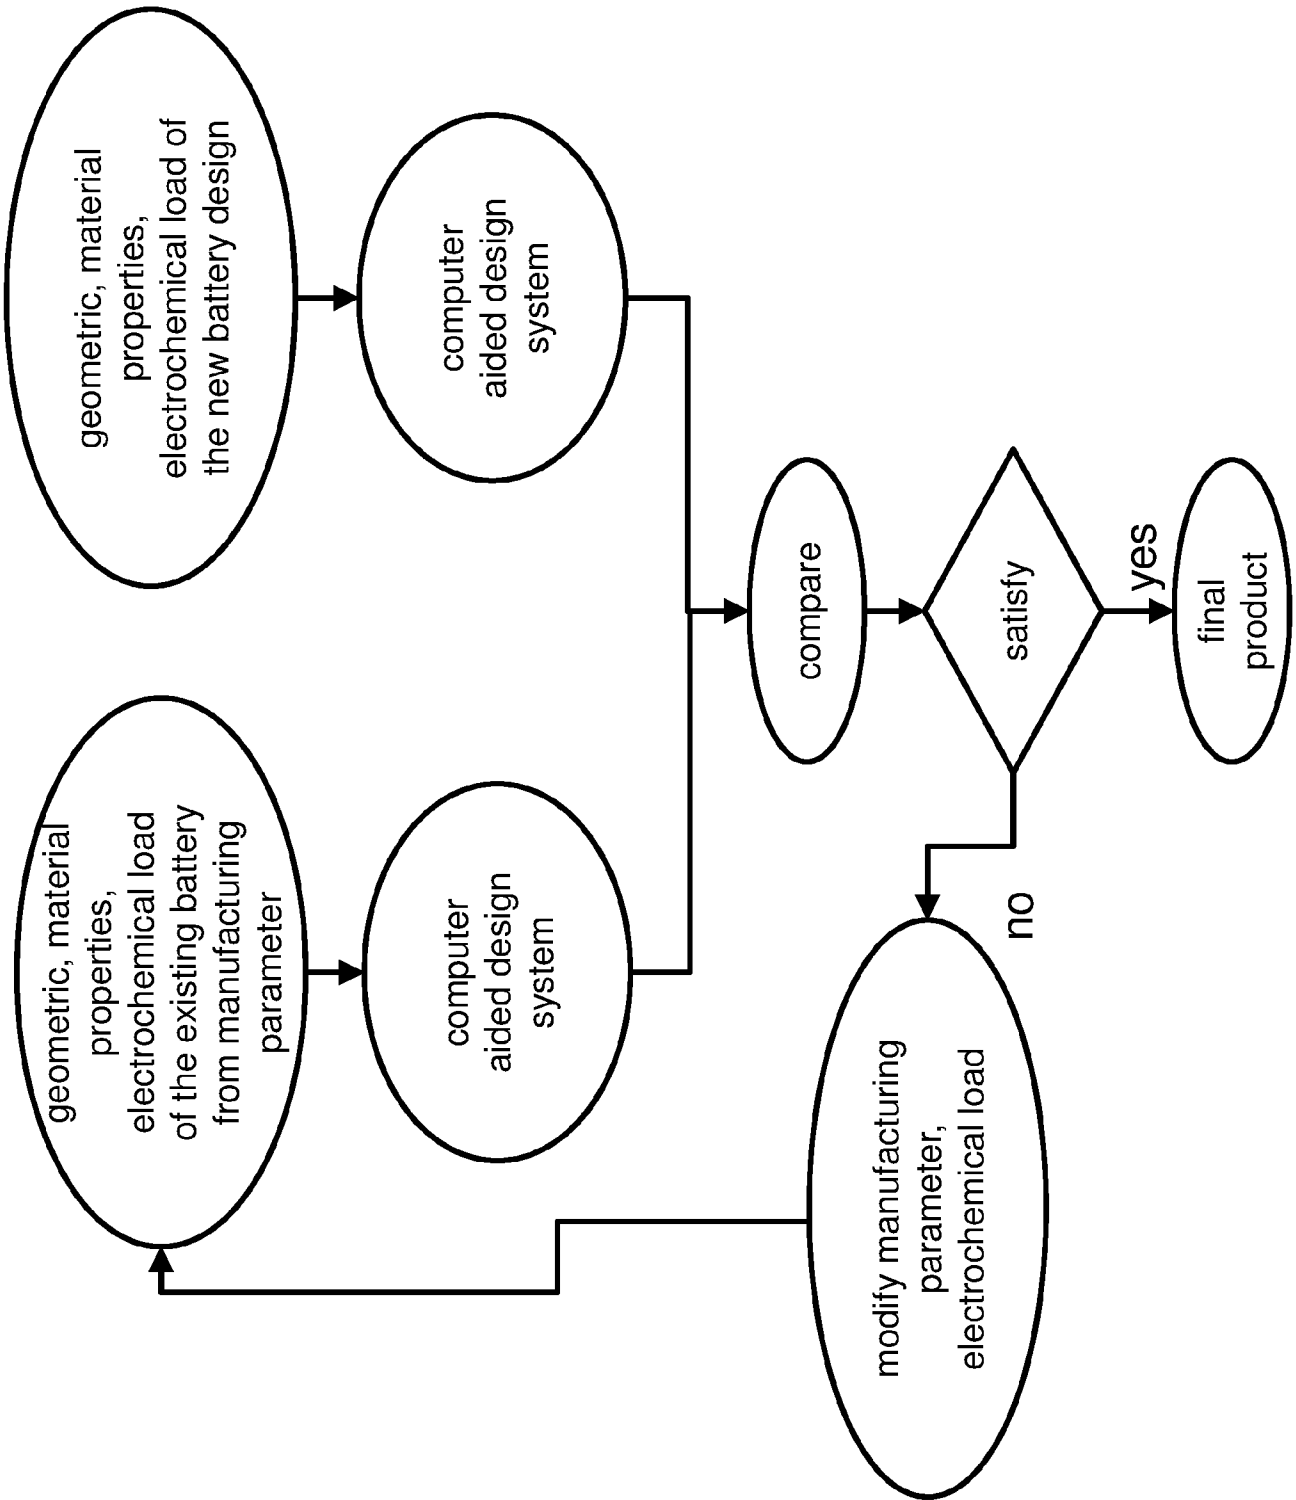 geometric, material
properties,
electrochemical load
of the existing battery
from manufacturing
parameter
geometric, material
properties,
electrochemical load of
the new battery design
computer
aided design
system
computer
aided design
system
compare
satisfy
no
yes
modify manufacturing
parameter,
electrochemical load
final
product